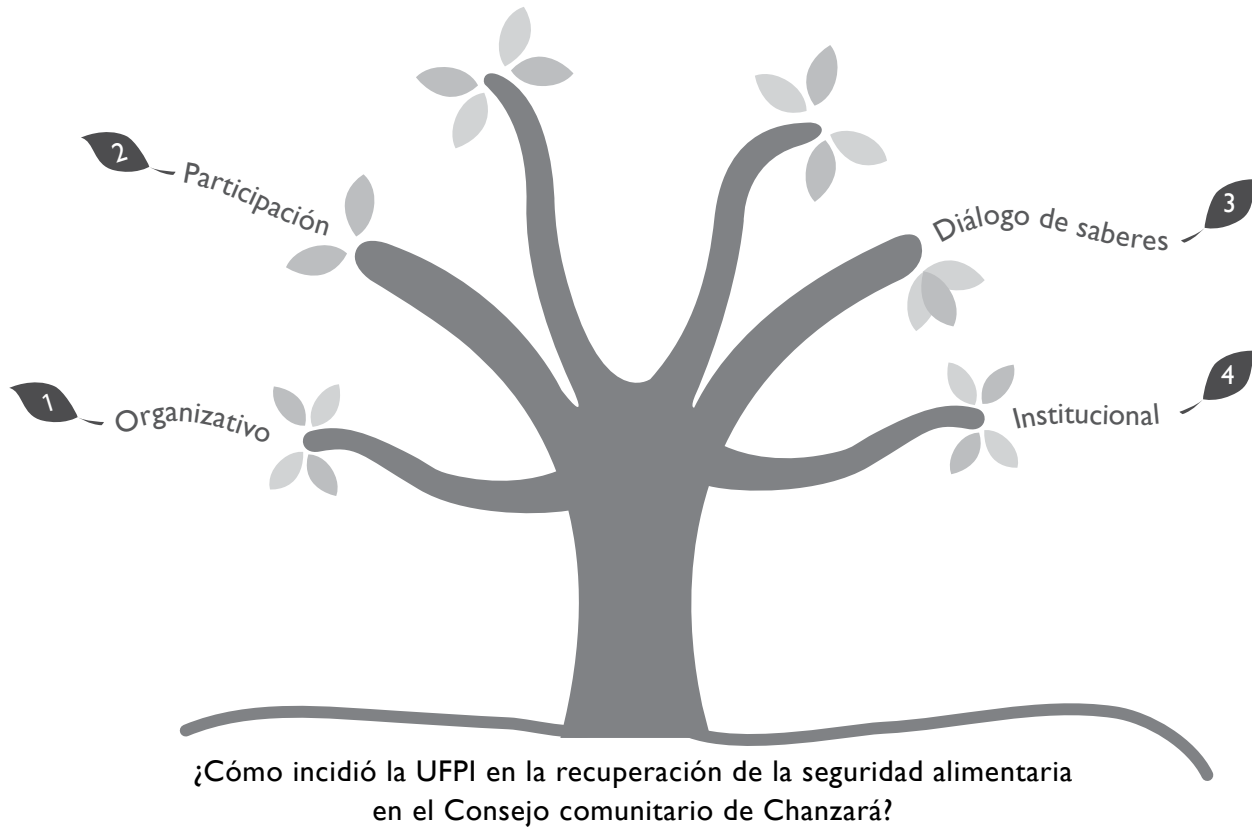 2
Participación
3
Diálogo de saberes
1
Organizativo
4
Institucional
¿Cómo incidió la UFPI en la recuperación de la seguridad alimentaria
en el Consejo comunitario de Chanzará?